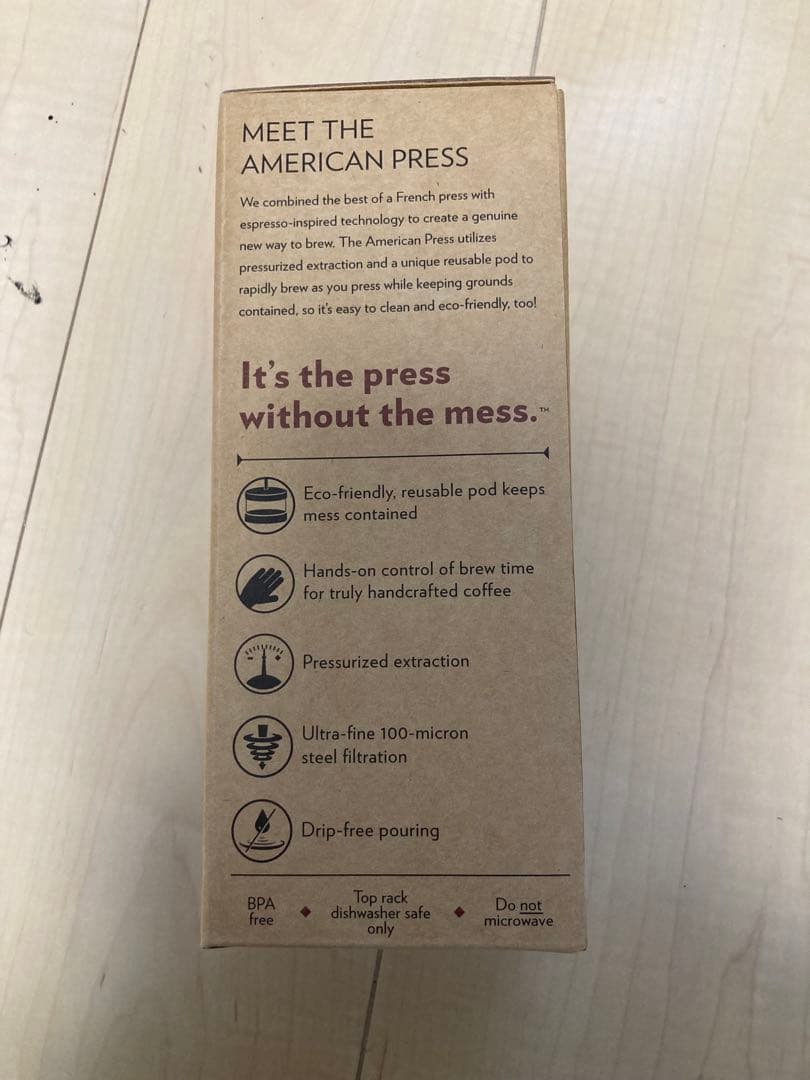 MEET THE
AMERICAN PRESS
We combined the best of a French press with
espresso-inspired technology to create a genuine
new way to brew. The American Press utilizes
pressurized extraction and a unique reusable pod to
rapidly brew as you press while keeping grounds
contained, so it's easy to clean and eco-friendly, too!
It's the press
without the mess.™
Eco-friendly, reusable pod keeps
mess contained
Hands-on control of brew time
for truly handcrafted coffee
Pressurized extraction
Ultra-fine 100-micron
steel filtration
Drip-free pouring
BPA
free
Top rack
dishwasher safe
only
Do not
microwave